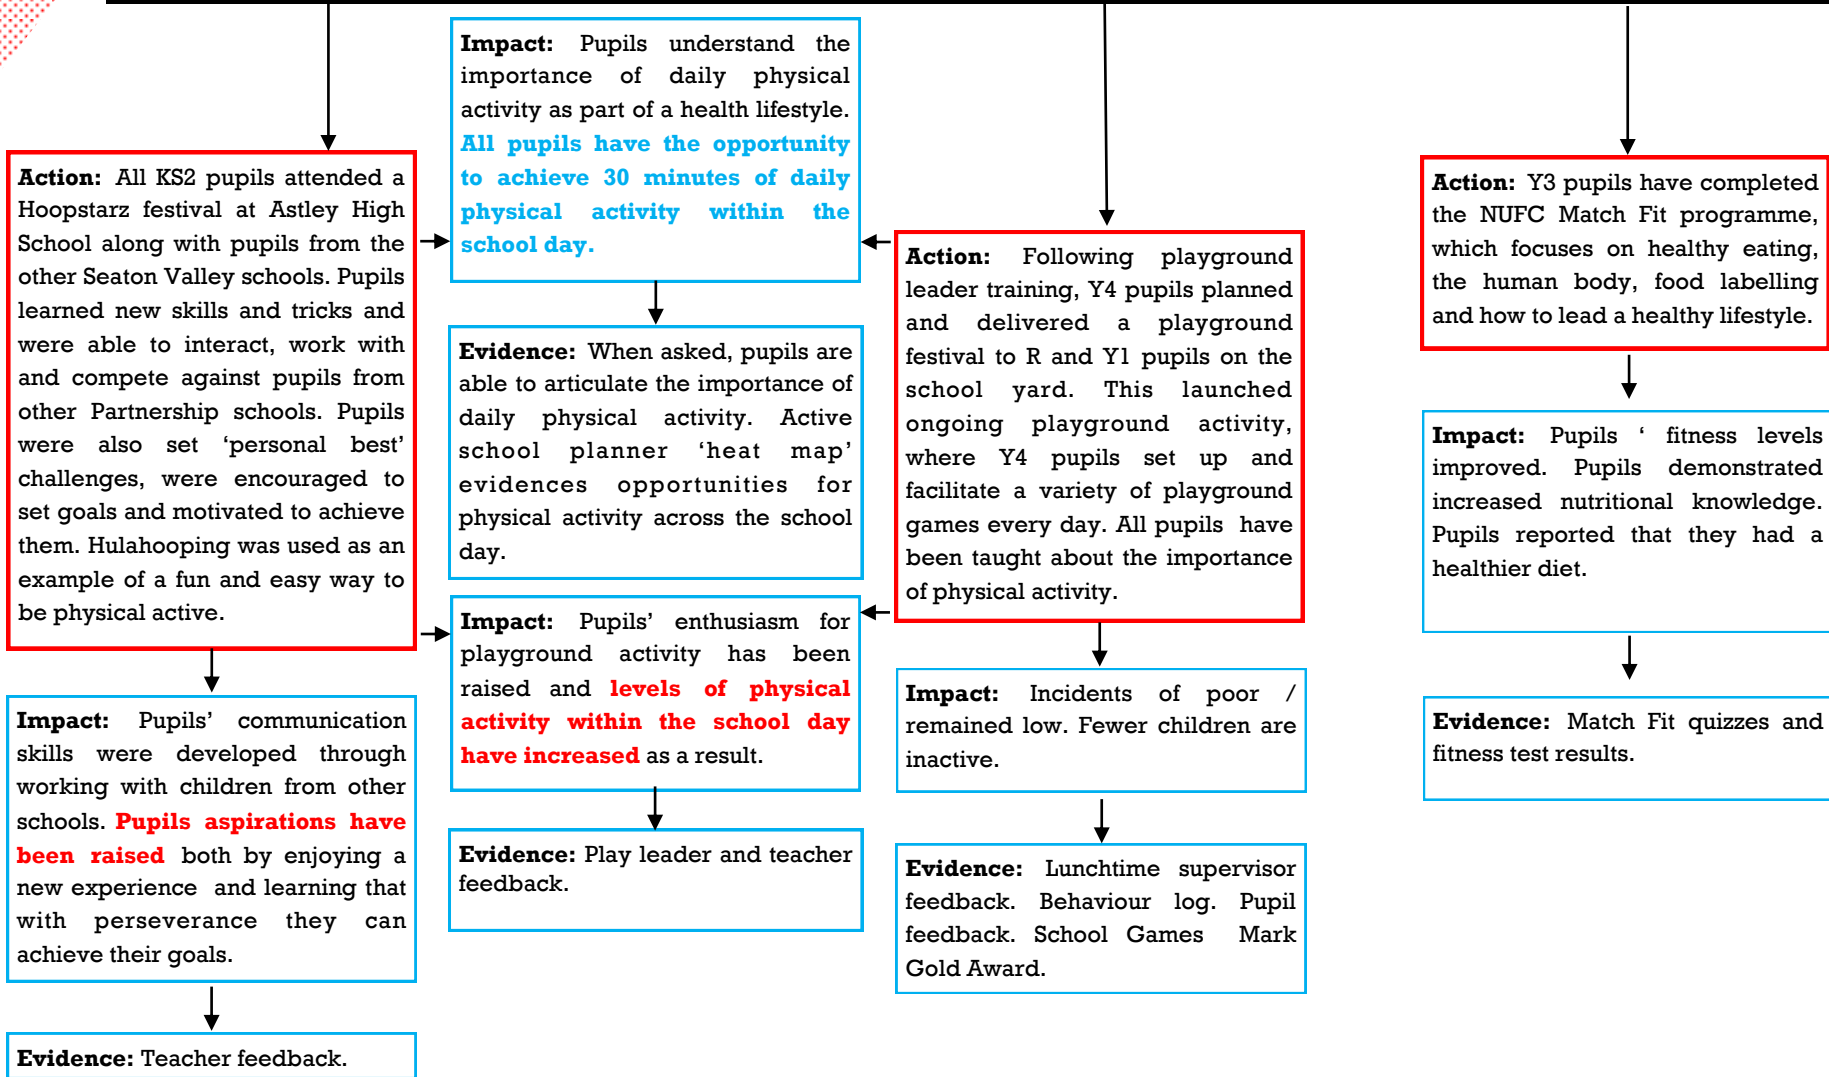 Action: All KS2 pupils attended a
Hoopstarz festival at Astley High
School along with pupils from the
other Seaton Valley schools. Pupils
learned new skills and tricks and
were able to interact, work with
and compete against pupils from
other Partnership schools. Pupils
were also set ‘personal best’
challenges, were encouraged to
set goals and motivated to achieve
them. Hulahooping was used as an
example of a fun and easy way to
be physical active.
Impact: Pupils’ communication
skills were developed through
working with children from other
schools. Pupils aspirations have
been raised both by enjoying a
new experience and learning that
with perseverance they can
achieve their goals.
Evidence: Teacher feedback.
Impact: Pupils understand the
importance of daily physical
activity as part of a health lifestyle.
All pupils have the opportunity
to achieve 30 minutes of daily
physical activity within the
school day.
Evidence: When asked, pupils are
able to articulate the importance of
daily physical activity. Active
school planner ‘heat map’
evidences opportunities for
physical activity across the school
day.
Impact: Pupils’ enthusiasm for
playground activity has been
raised and levels of physical
activity within the school day
have increased as a result.
Evidence: Play leader and teacher
feedback.
Action: Following playground
leader training, Y4 pupils planned
and delivered a playground
festival to R and Y1 pupils on the
school yard. This launched
ongoing playground activity,
where Y4 pupils set up and
facilitate a variety of playground
games every day. All pupils have
been taught about the importance
of physical activity.
Impact: Incidents of poor /
remained low. Fewer children are
inactive.
Evidence: Lunchtime supervisor
feedback. Behaviour log. Pupil
feedback. School Games Mark
Gold Award.
Action: Y3 pupils have completed
the NUFC Match Fit programme,
which focuses on healthy eating,
the human body, food labelling
and how to lead a healthy lifestyle.
Impact: Pupils ‘ fitness levels
improved. Pupils demonstrated
increased nutritional knowledge.
Pupils reported that they had a
healthier diet.
Evidence: Match Fit quizzes and
fitness test results.